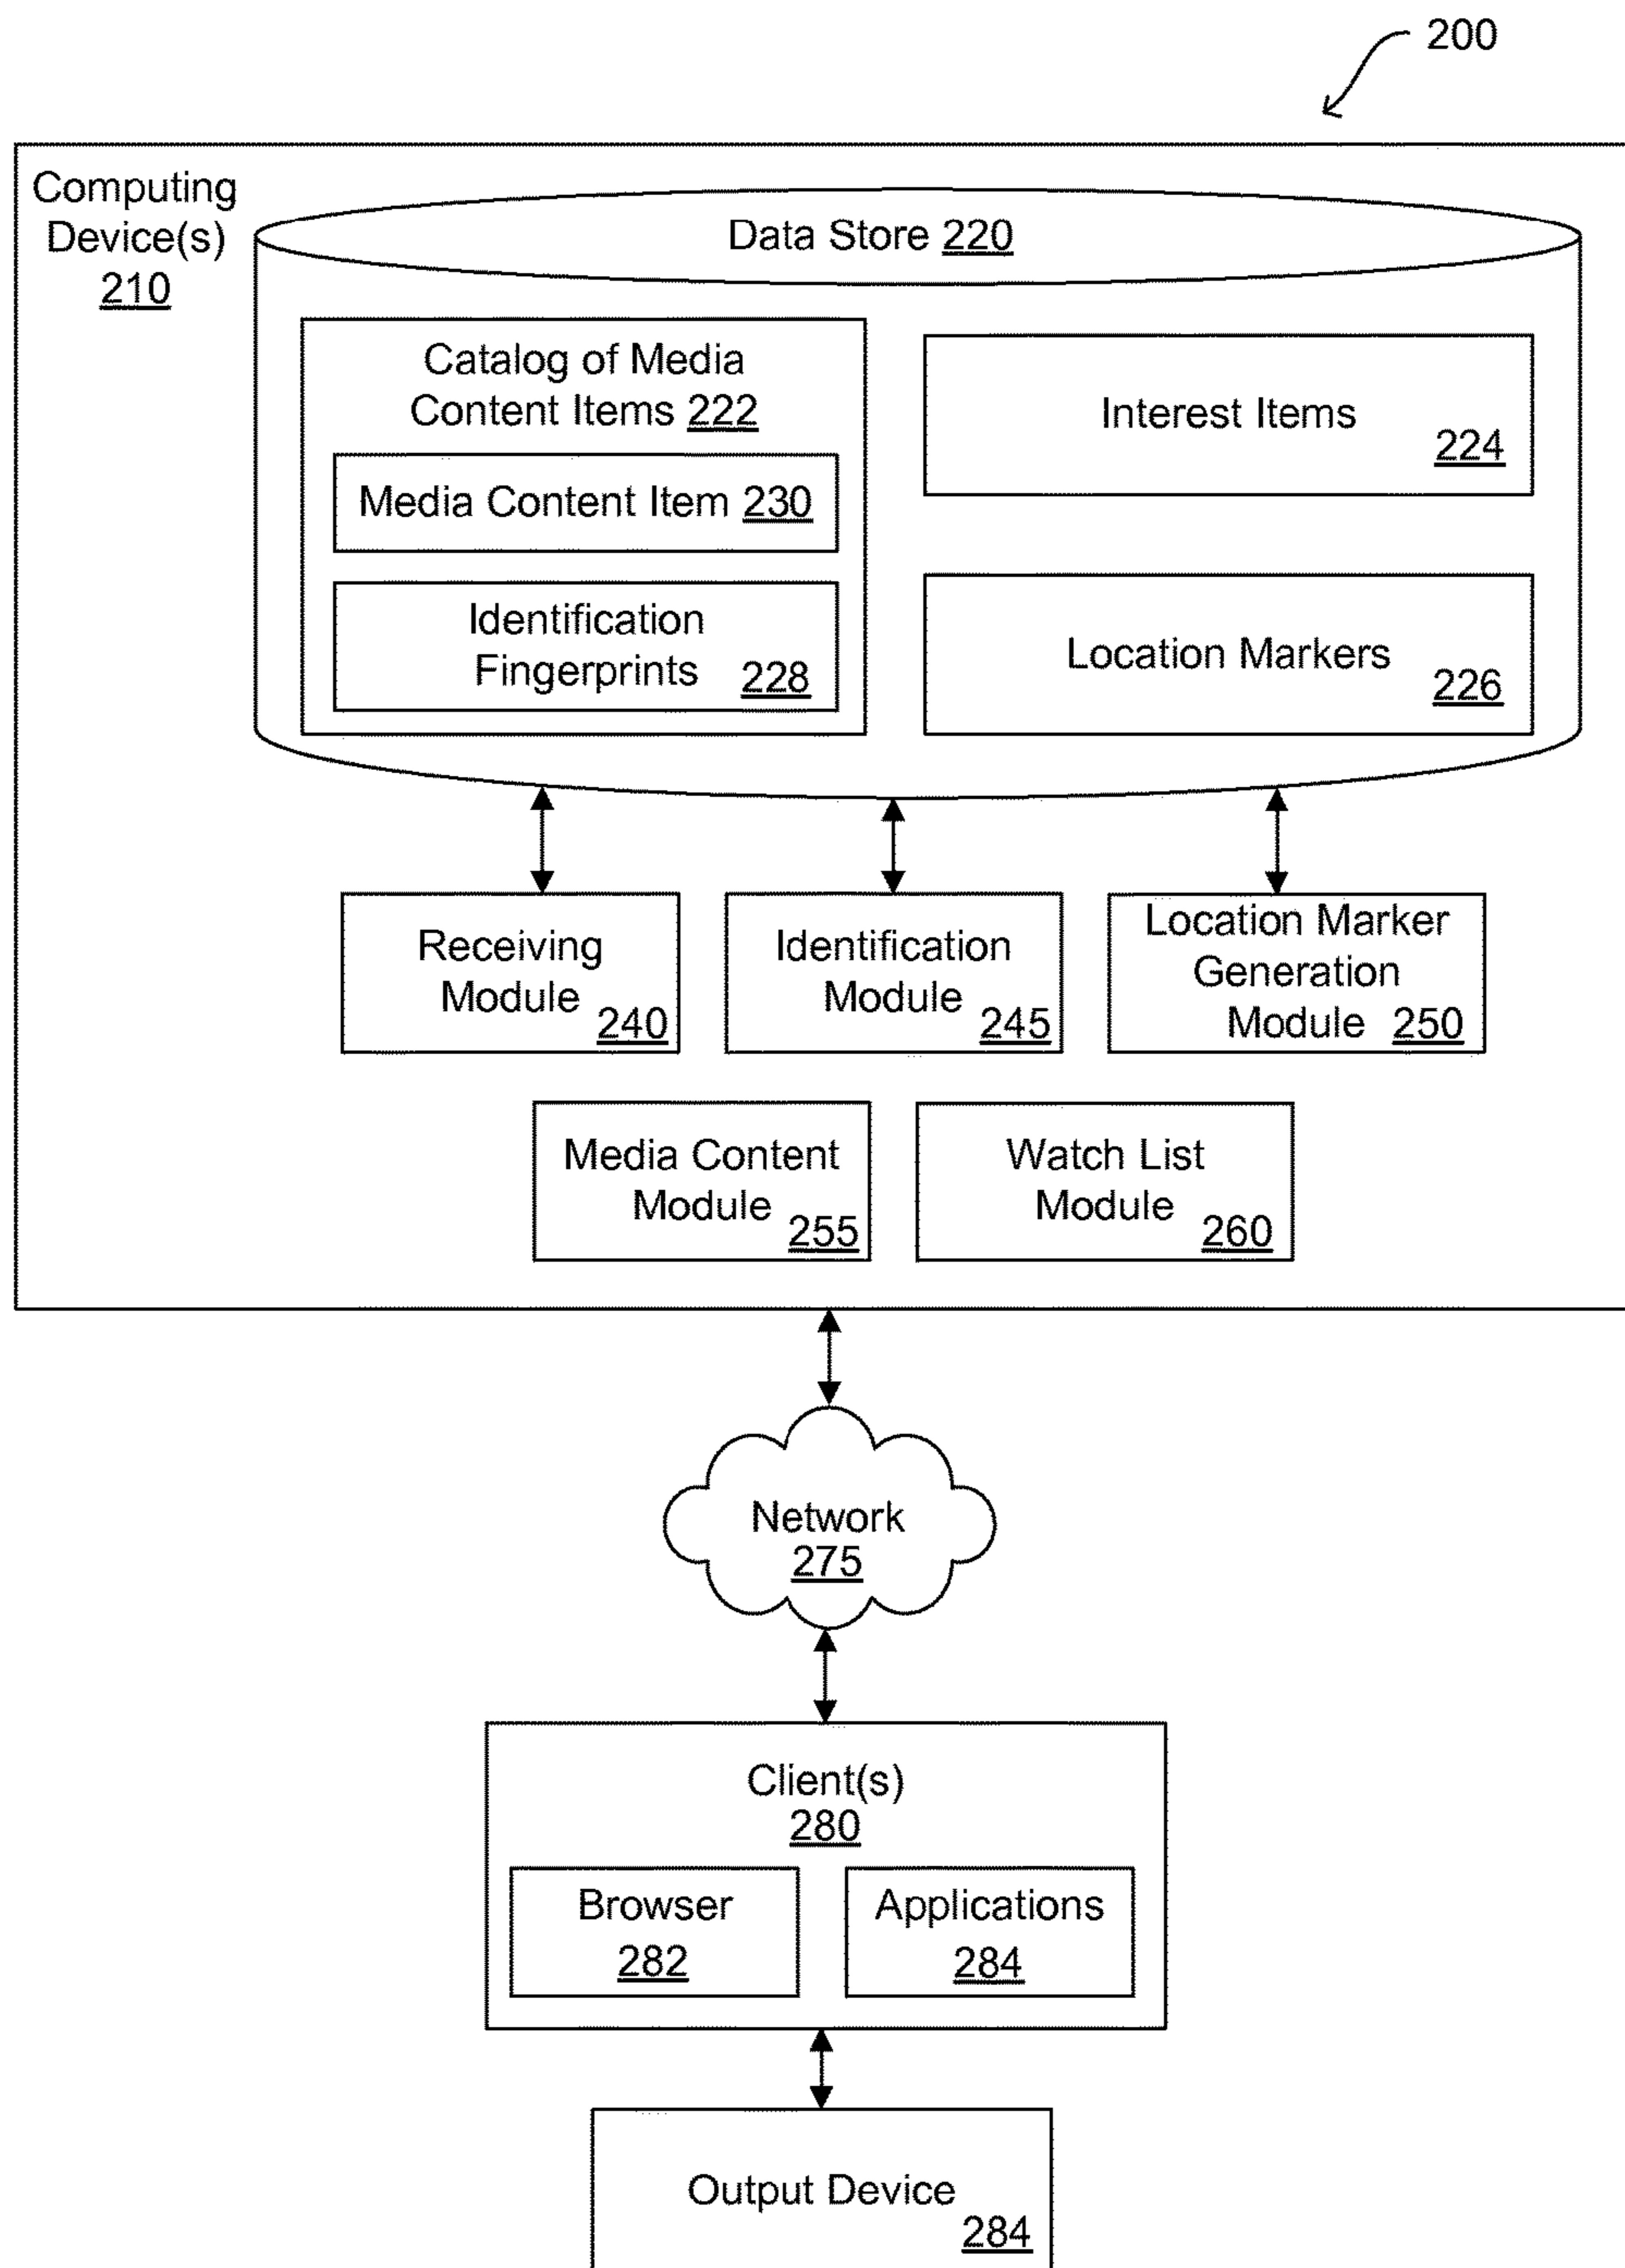 200
Computing
Device(s)
210
Data Store 220
Catalog of Media
Content Items 222
Media Content Item 230
Identification
Fingerprints 228
Interest Items
224
Location Markers
226
Receiving
Module 240
Identification
Module 245
Location Marker
Generation
Module 250
Media Content
Module 255
Watch List
Module 260
Network
275
Client(s)
280
Browser
282
Applications
284
Output Device
284